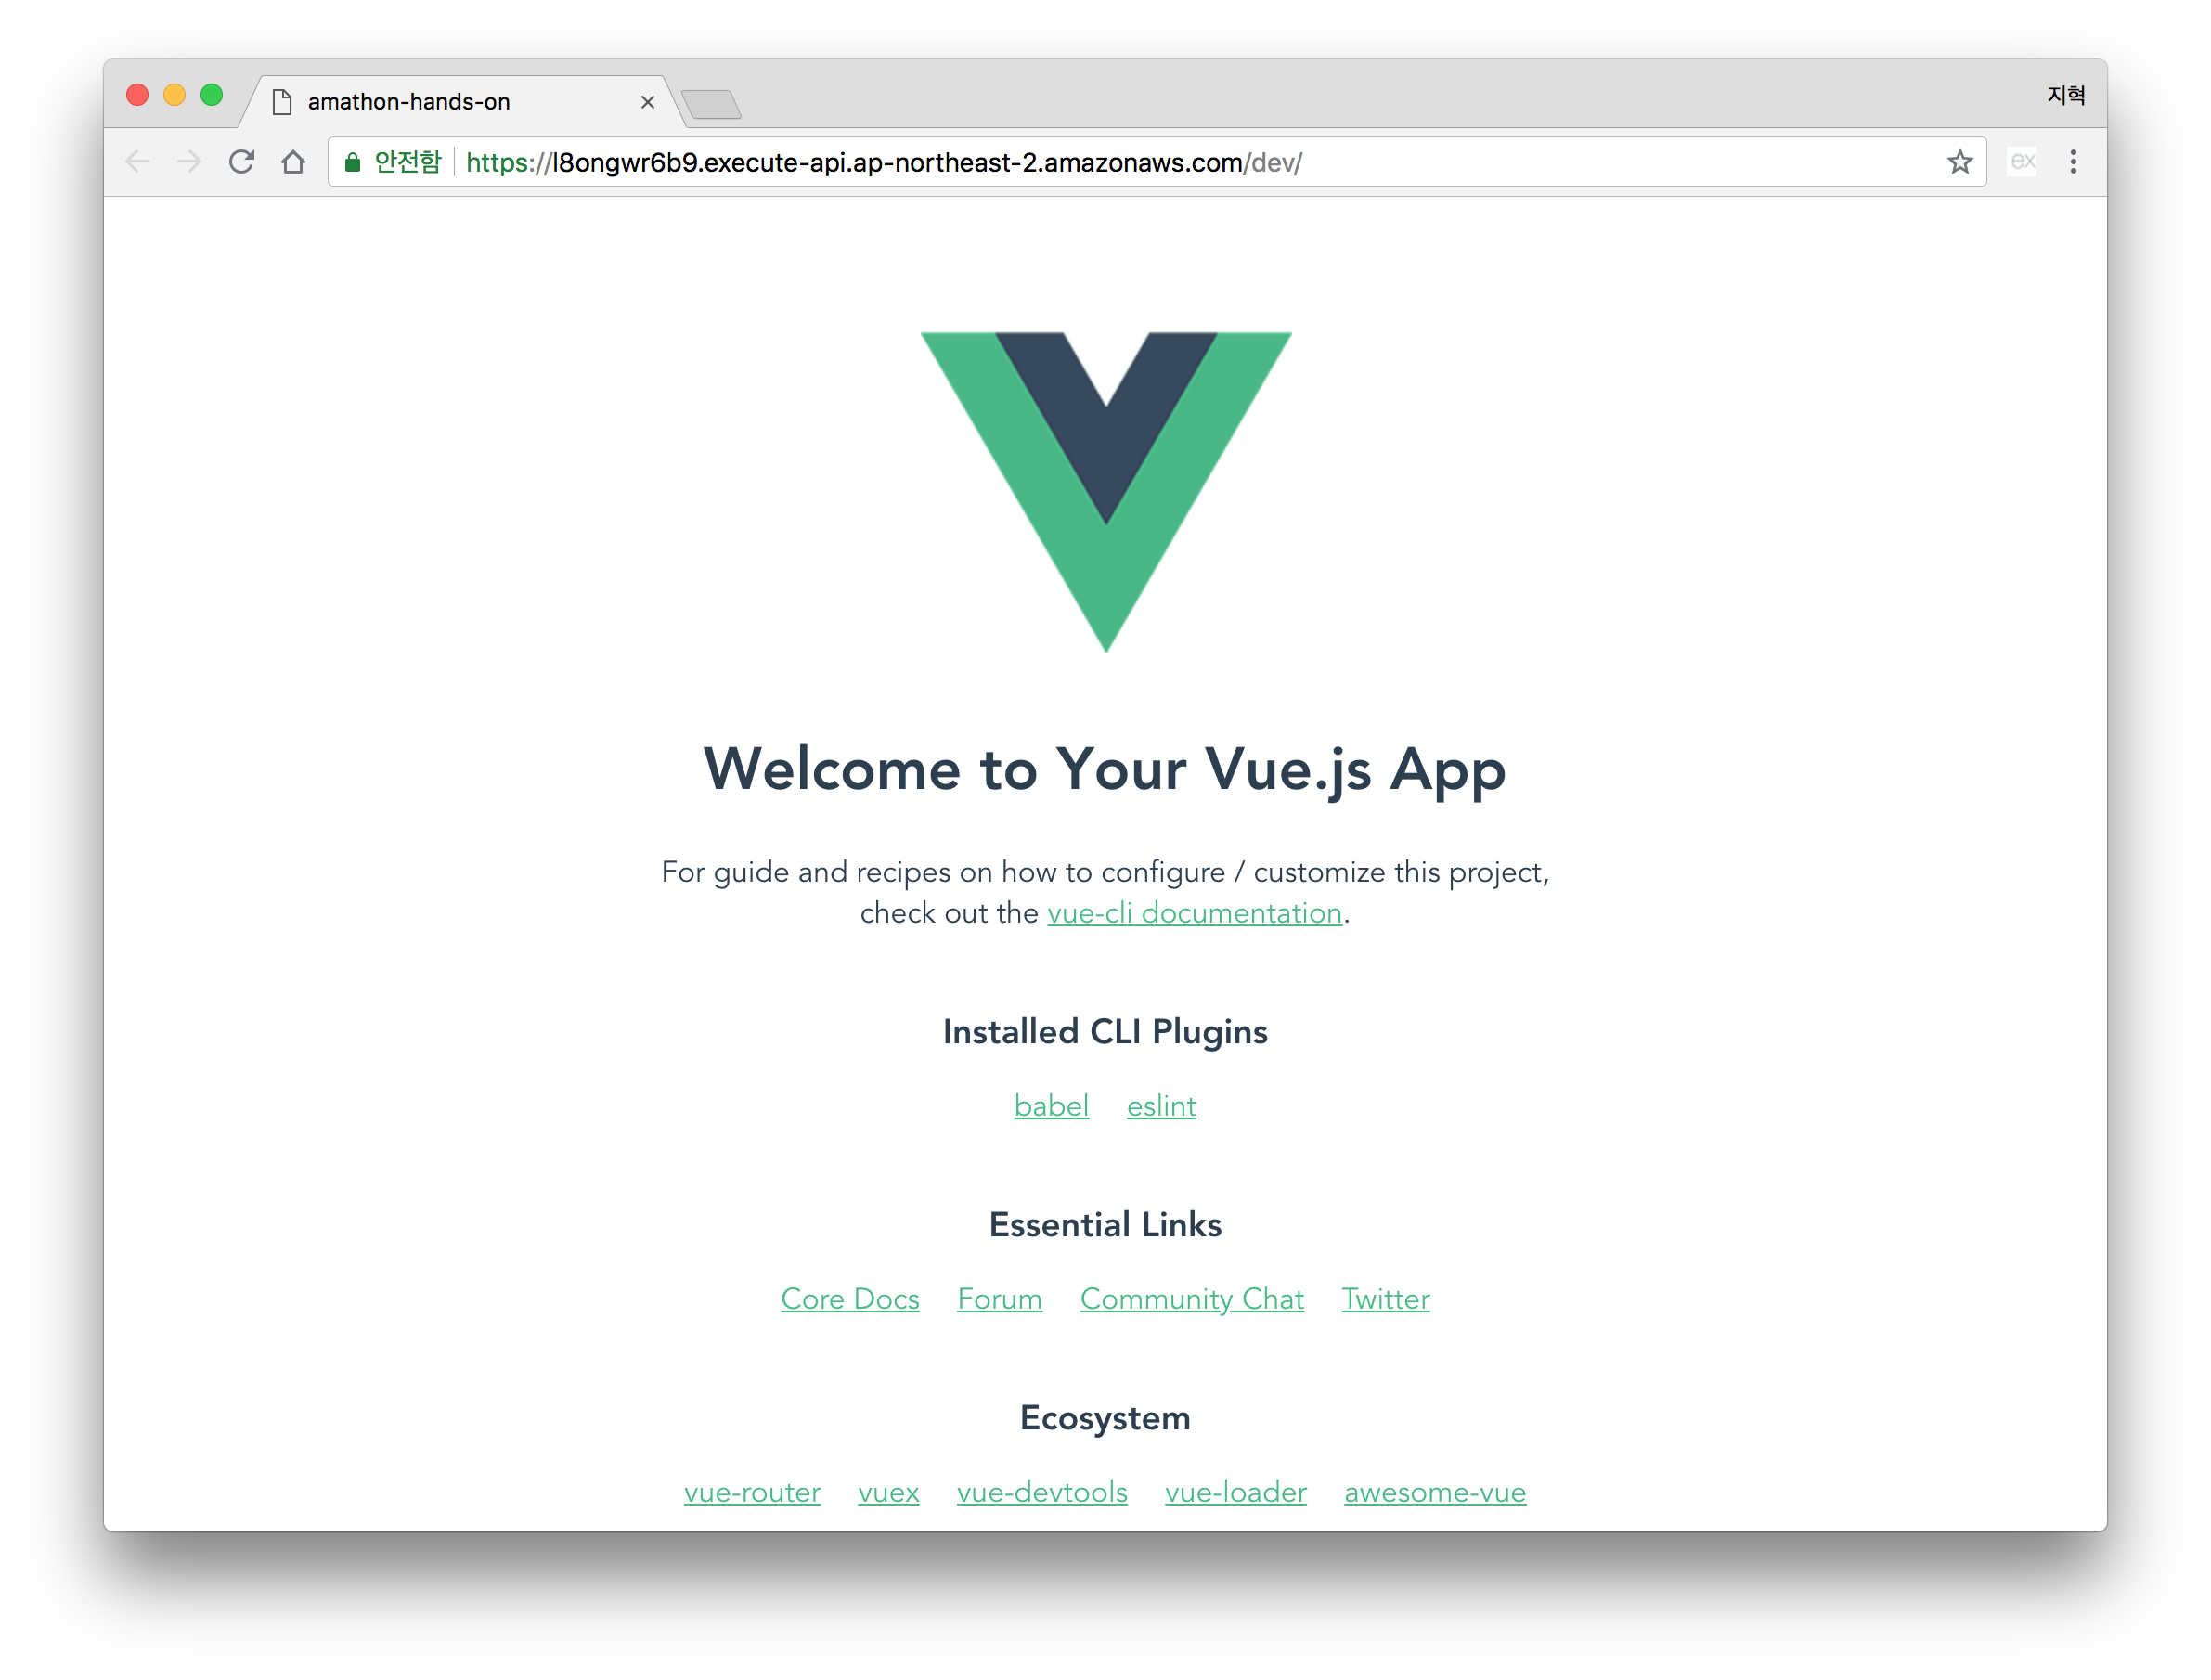 amathon-hands-on
지혁
안전함 https://l8ongwr6b9.execute-api.ap-northeast-2.amazonaws.com/dev/
ex
Welcome to Your Vue.js App
For guide and recipes on how to configure / customize this project,
check out the vue-cli documentation.
Installed CLI Plugins
babel eslint
Essential Links
Core Docs Forum Community Chat Twitter
Ecosystem
vue-router vuex vue-devtools vue-loader awesome-vue